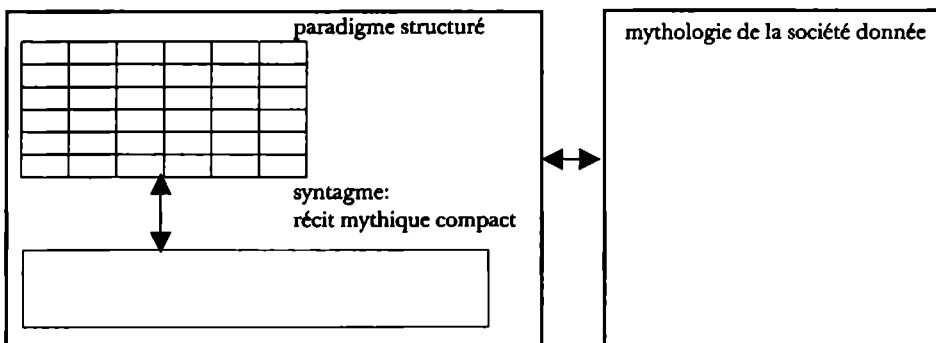 paradigme structuré
mythologie de la société donnée
syntagme:
récit mythique compact